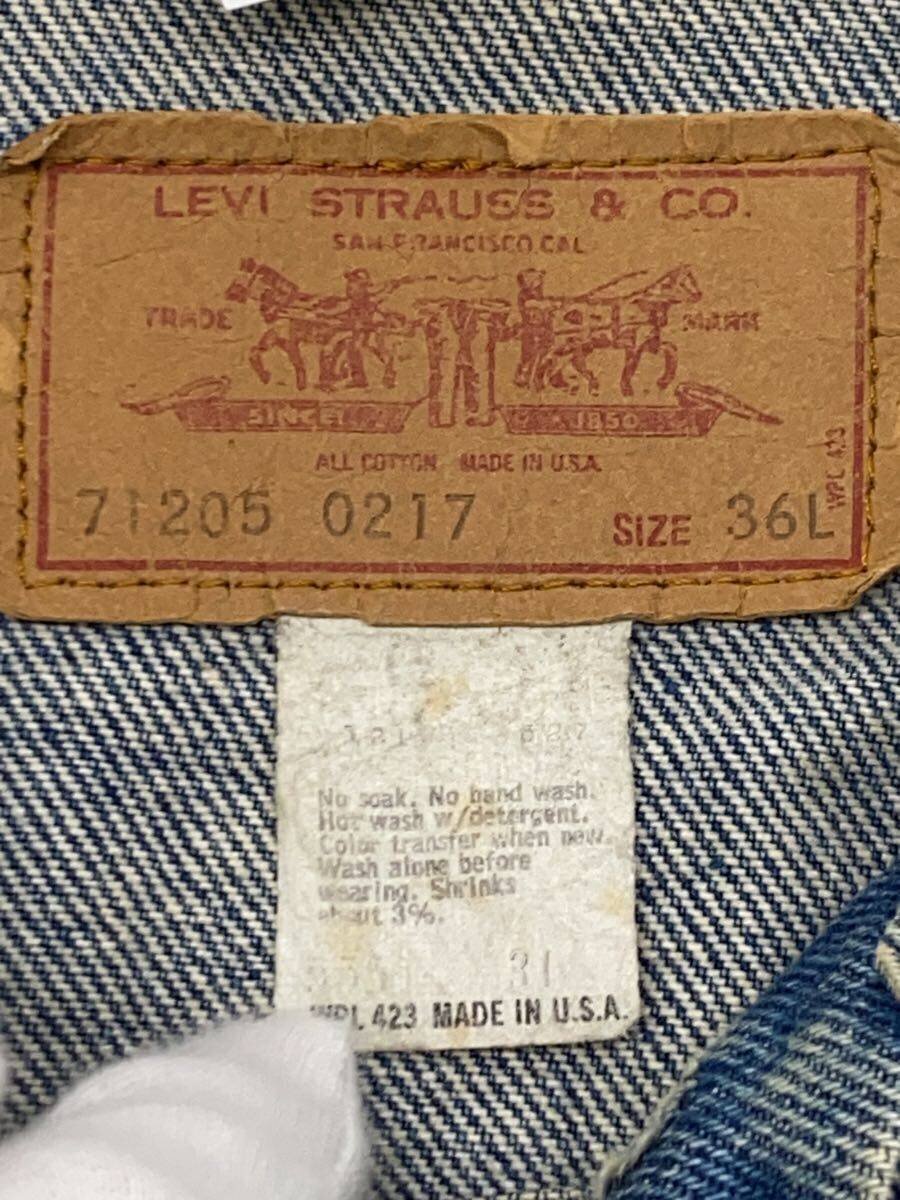 LEVI STRAUSS & CO.
SAN FRANCISCO CAL
TRADE MARK
SINCE 1850
ALL COTTON MADE IN U.S.A.
WPL 423
71205 0217 SIZE 36L
527
No soak. No hand wash.
Hot wash w/detergent.
Color transfer when new.
Wash alone before
wearing. Shrinks
about 3%.
31
WPL 423 MADE IN U.S.A.